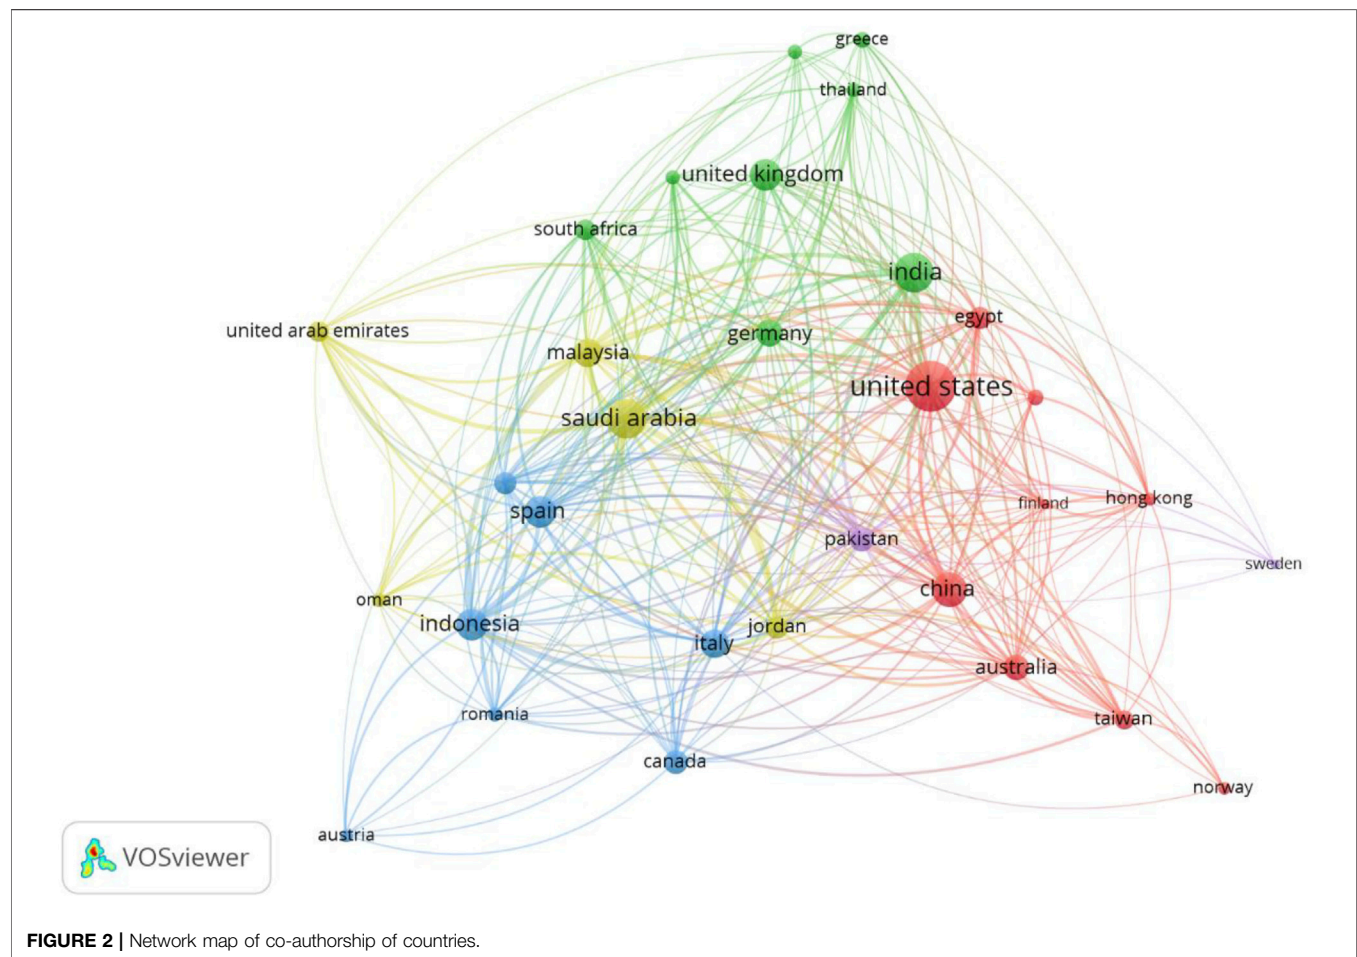 greece
thailand
united kingdom
south africa
india
egypt
united arab emirates
germany
malaysia
united states
saudi arabia
hong kong
finland
spain
pakistan
sweden
china
oman
indonesia
jordan
italy
australia
romania
taiwan
canada
norway
austria
VOSviewer
FIGURE 2 | Network map of co-authorship of countries.